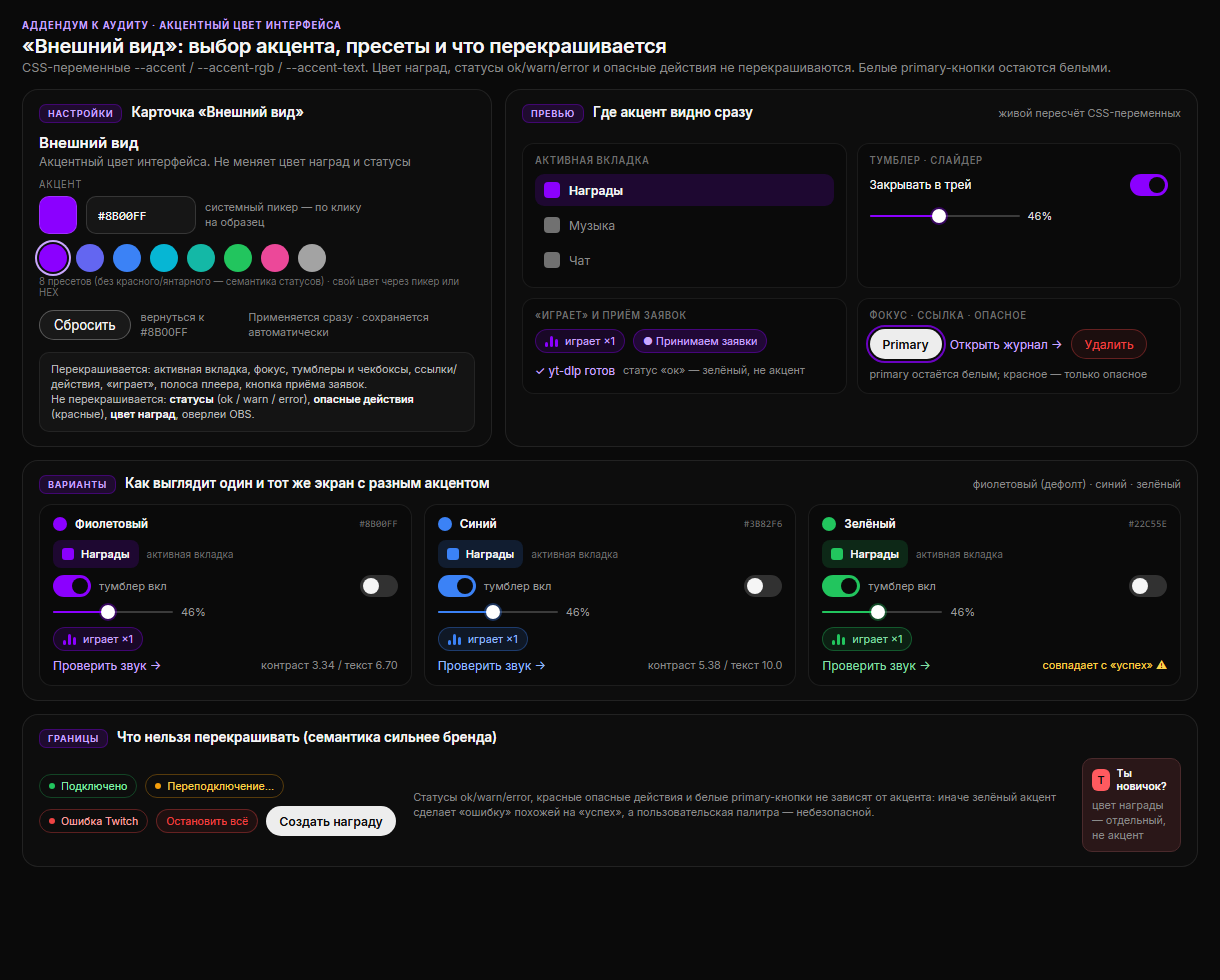 АДДЕНДУМ К АУДИТУ · АКЦЕНТНЫЙ ЦВЕТ ИНТЕРФЕЙСА
«Внешний вид»: выбор акцента, пресеты и что перекрашивается
CSS-переменные --accent / --accent-rgb / --accent-text. Цвет наград, статусы ok/warn/error и опасные действия не перекрашиваются. Белые primary-кнопки остаются белыми.
НАСТРОЙКИ Карточка «Внешний вид»
Внешний вид
Акцентный цвет интерфейса. Не меняет цвет наград и статусы
АКЦЕНТ
#8B00FF
системный пикер — по клику
на образец
8 пресетов (без красного/янтарного — семантика статусов) · свой цвет через пикер или
HEX
Сбросить
вернуться к
#8B00FF
Применяется сразу · сохраняется
автоматически
Перекрашивается: активная вкладка, фокус, тумблеры и чекбоксы, ссылки/
действия, «играет», полоса плеера, кнопка приёма заявок.
Не перекрашивается: статусы (ok / warn / error), опасные действия
(красные), цвет наград, оверлеи OBS.
ПРЕВЬЮ Где акцент видно сразу
живой пересчёт CSS-переменных
АКТИВНАЯ ВКЛАДКА
Награды
Музыка
Чат
ТУМБЛЕР · СЛАЙДЕР
Закрывать в трей
46%
«ИГРАЕТ» И ПРИЁМ ЗАЯВОК
играет ×1 Принимаем заявки
✓ yt-dlp готов статус «ок» — зелёный, не акцент
ФОКУС · ССЫЛКА · ОПАСНОЕ
Primary Открыть журнал → Удалить
primary остаётся белым; красное — только опасное
ВАРИАНТЫ Как выглядит один и тот же экран с разным акцентом
фиолетовый (дефолт) · синий · зелёный
Фиолетовый #8B00FF
Награды активная вкладка
тумблер вкл
46%
играет ×1
Проверить звук → контраст 3.34 / текст 6.70
Синий #3B82F6
Награды активная вкладка
тумблер вкл
46%
играет ×1
Проверить звук → контраст 5.38 / текст 10.0
Зелёный #22C55E
Награды активная вкладка
тумблер вкл
46%
играет ×1
Проверить звук → совпадает с «успех» ⚠
ГРАНИЦЫ Что нельзя перекрашивать (семантика сильнее бренда)
Подключено Переподключение...
Ошибка Twitch Остановить всё Создать награду
Статусы ok/warn/error, красные опасные действия и белые primary-кнопки не зависят от акцента: иначе зелёный акцент
сделает «ошибку» похожей на «успех», а пользовательская палитра — небезопасной.
T
Ты
новичок?
цвет награды
— отдельный,
не акцент